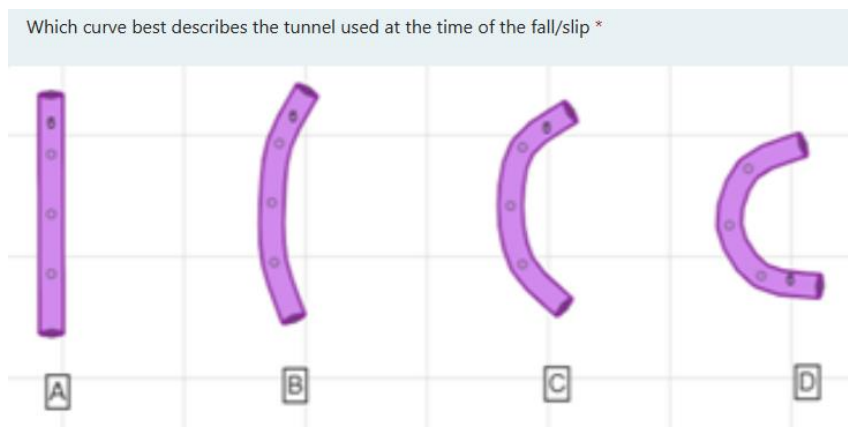 Which curve best describes the tunnel used at the time of the fall/slip *
A
B
C
D